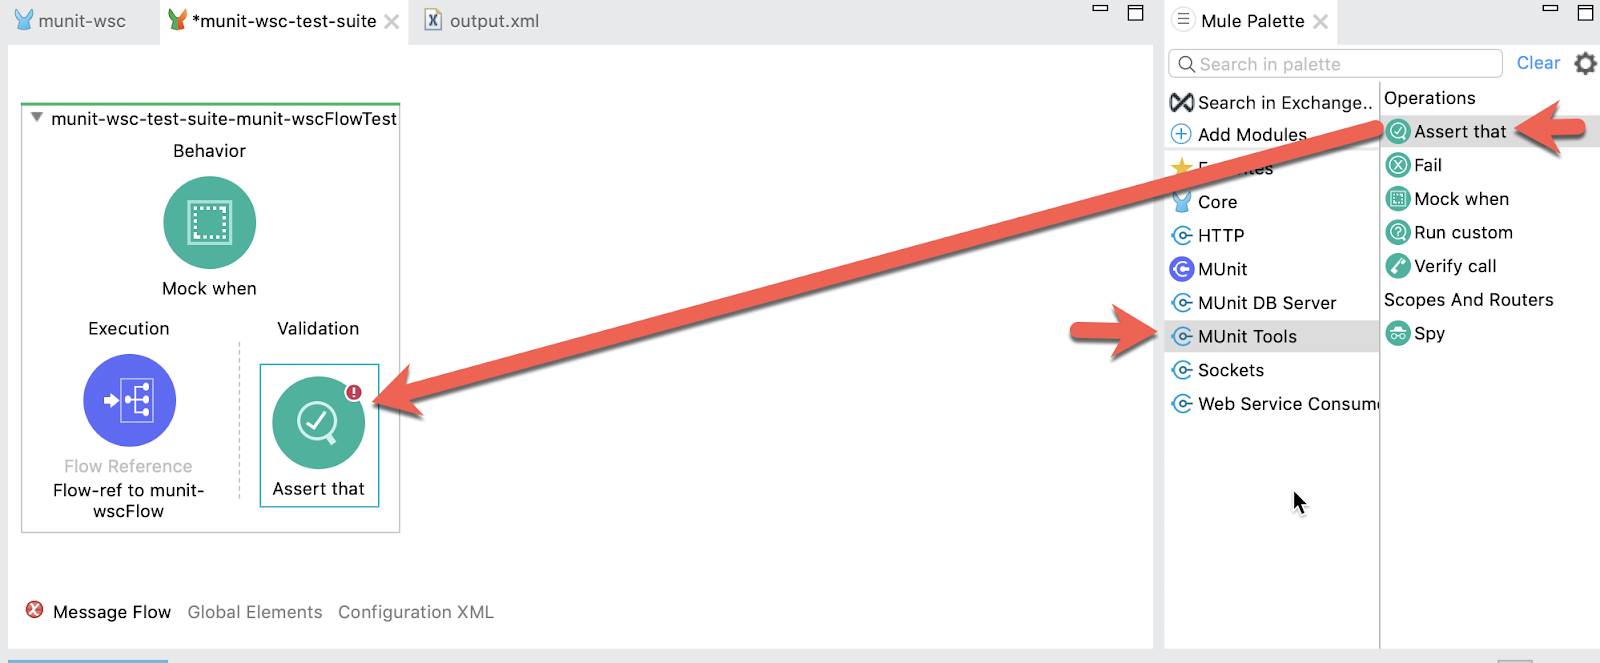 munit-wsc
*munit-wsc-test-suite
output.xml
munit-wsc-test-suite-munit-wscFlowTest
Behavior
Mock when
Execution
Validation
Flow Reference
Flow-ref to munit-
wscFlow
Assert that
Message Flow
Global Elements
Configuration XML
Mule Palette
Search in palette
Clear
Search in Exchange..
Add Modules
Core
HTTP
MUnit
MUnit DB Server
MUnit Tools
Sockets
Web Service Consum
Operations
Assert that
Fail
Mock when
Run custom
Verify call
Scopes And Routers
Spy